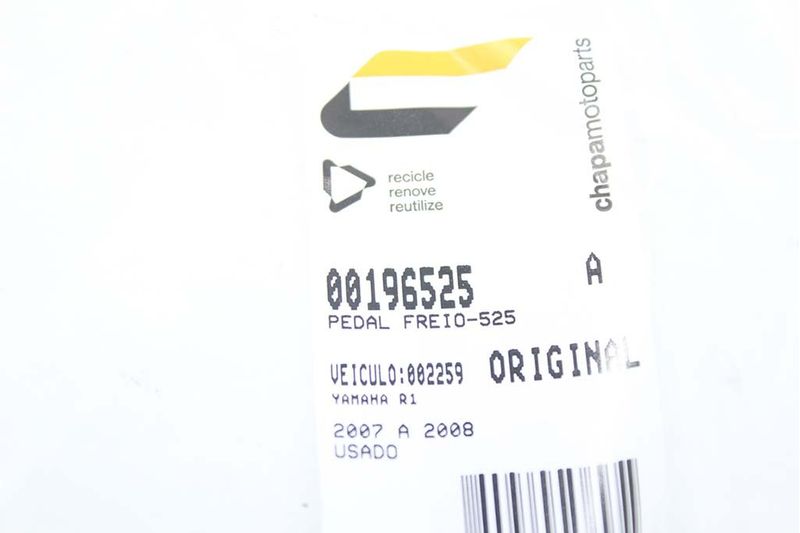 chapamotoparts
recicle
renove
reutilize
00196525
A
PEDAL FREIO-525
VEICULO:002259
ORIGINAL
YAMAHA R1
2007 A 2008
USADO